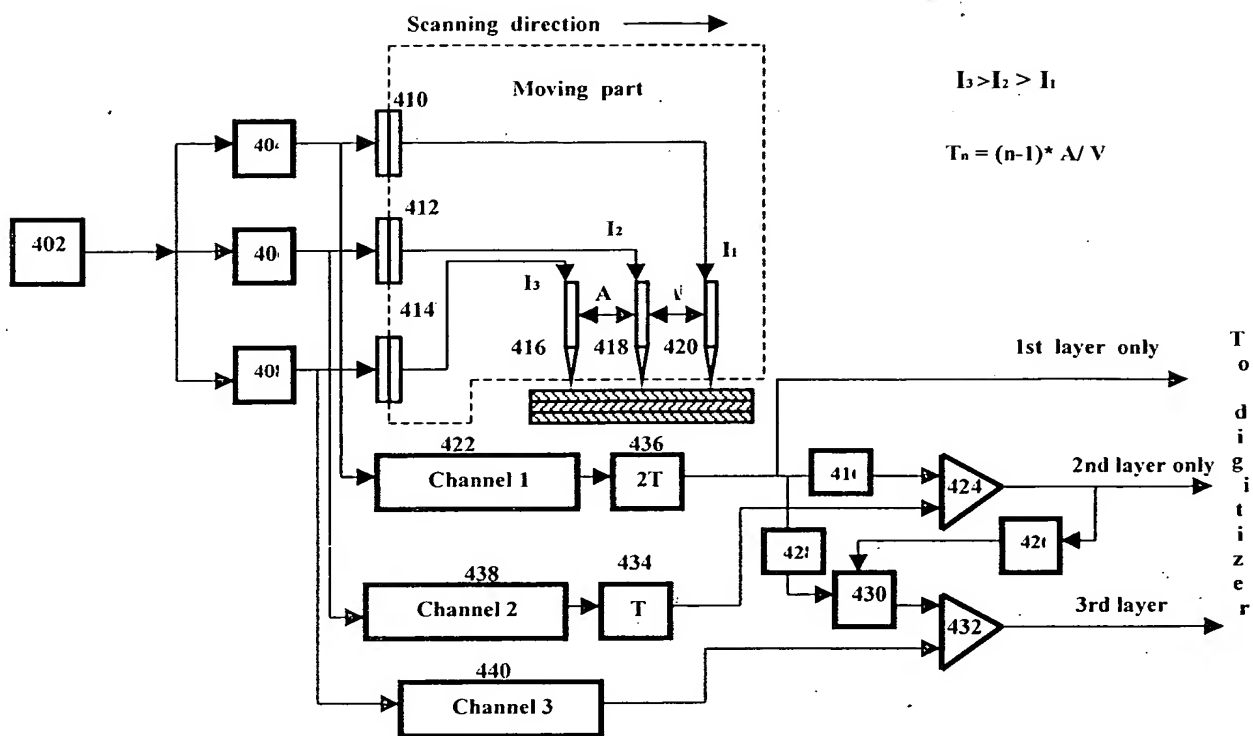 Scanning direction
I₃>I₂ > I₁
Moving part
410
Tₙ = (n-1)* A/ V
412
402
I₂
I₁
I₃
A
414
416
418
420
1st layer only
To digitizer
422
436
Channel 1
2T
424
2nd layer only
438
434
Channel 2
T
430
3rd layer
432
440
Channel 3